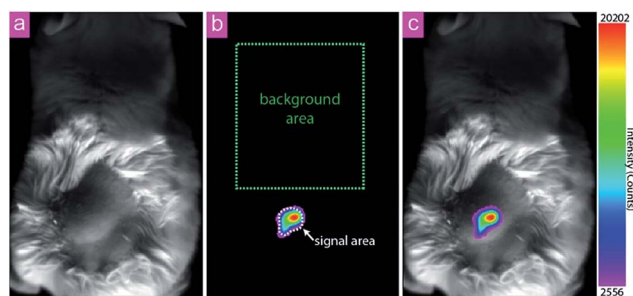 a
b
c
background
area
signal area
20202
Intensity (Counts)
2556